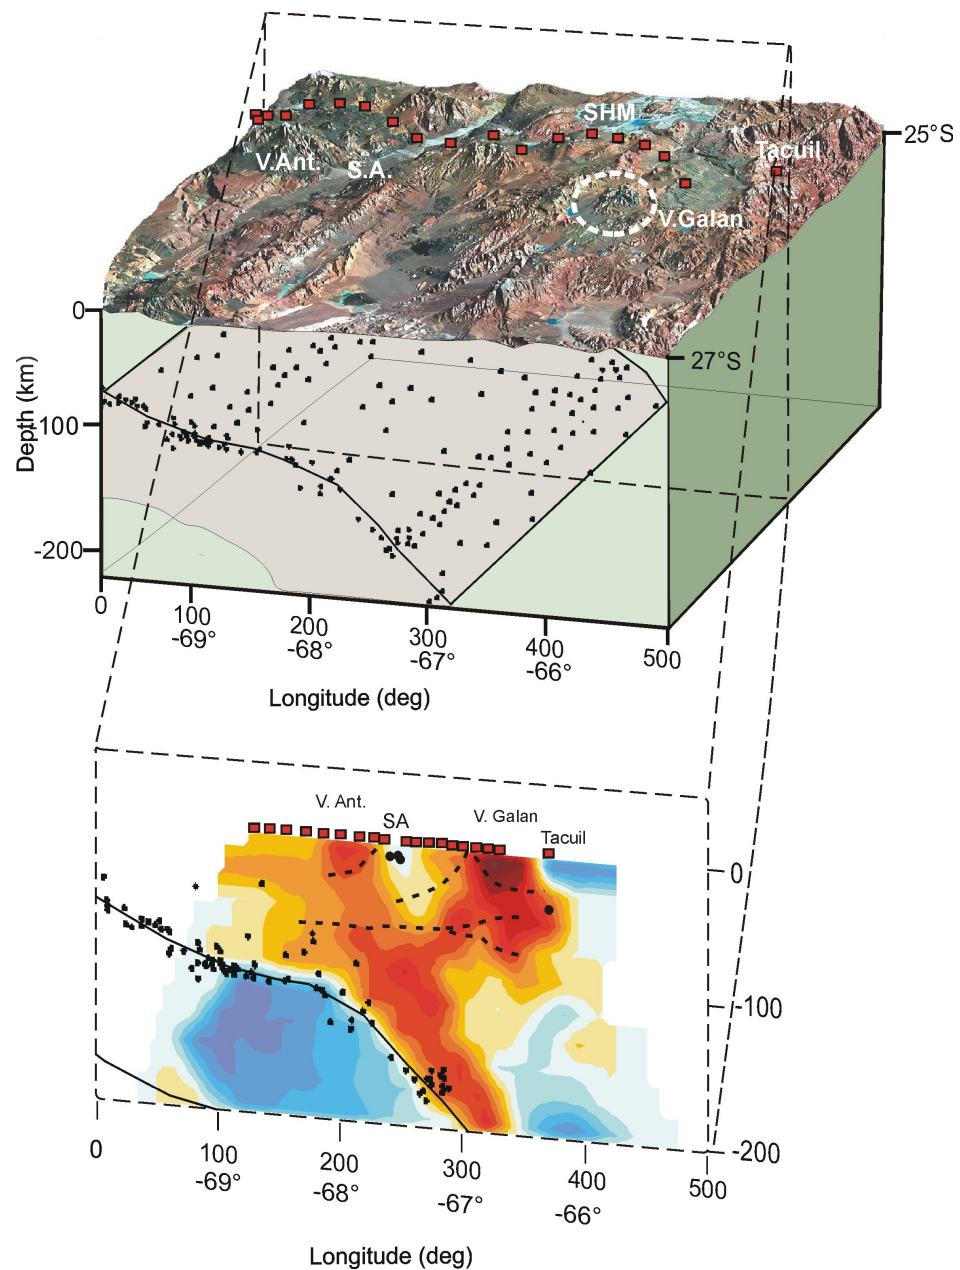 25°S
SHM
Tacuil
V.Ant.
S.A.
V.Galan
0
27°S
Depth (km)
-100
-200
0
100
200
300
400
500
-69°
-68°
-67°
-66°
Longitude (deg)
V. Ant.
SA
V. Galan
Tacuil
0
-100
-200
0
100
200
300
400
500
-69°
-68°
-67°
-66°
Longitude (deg)